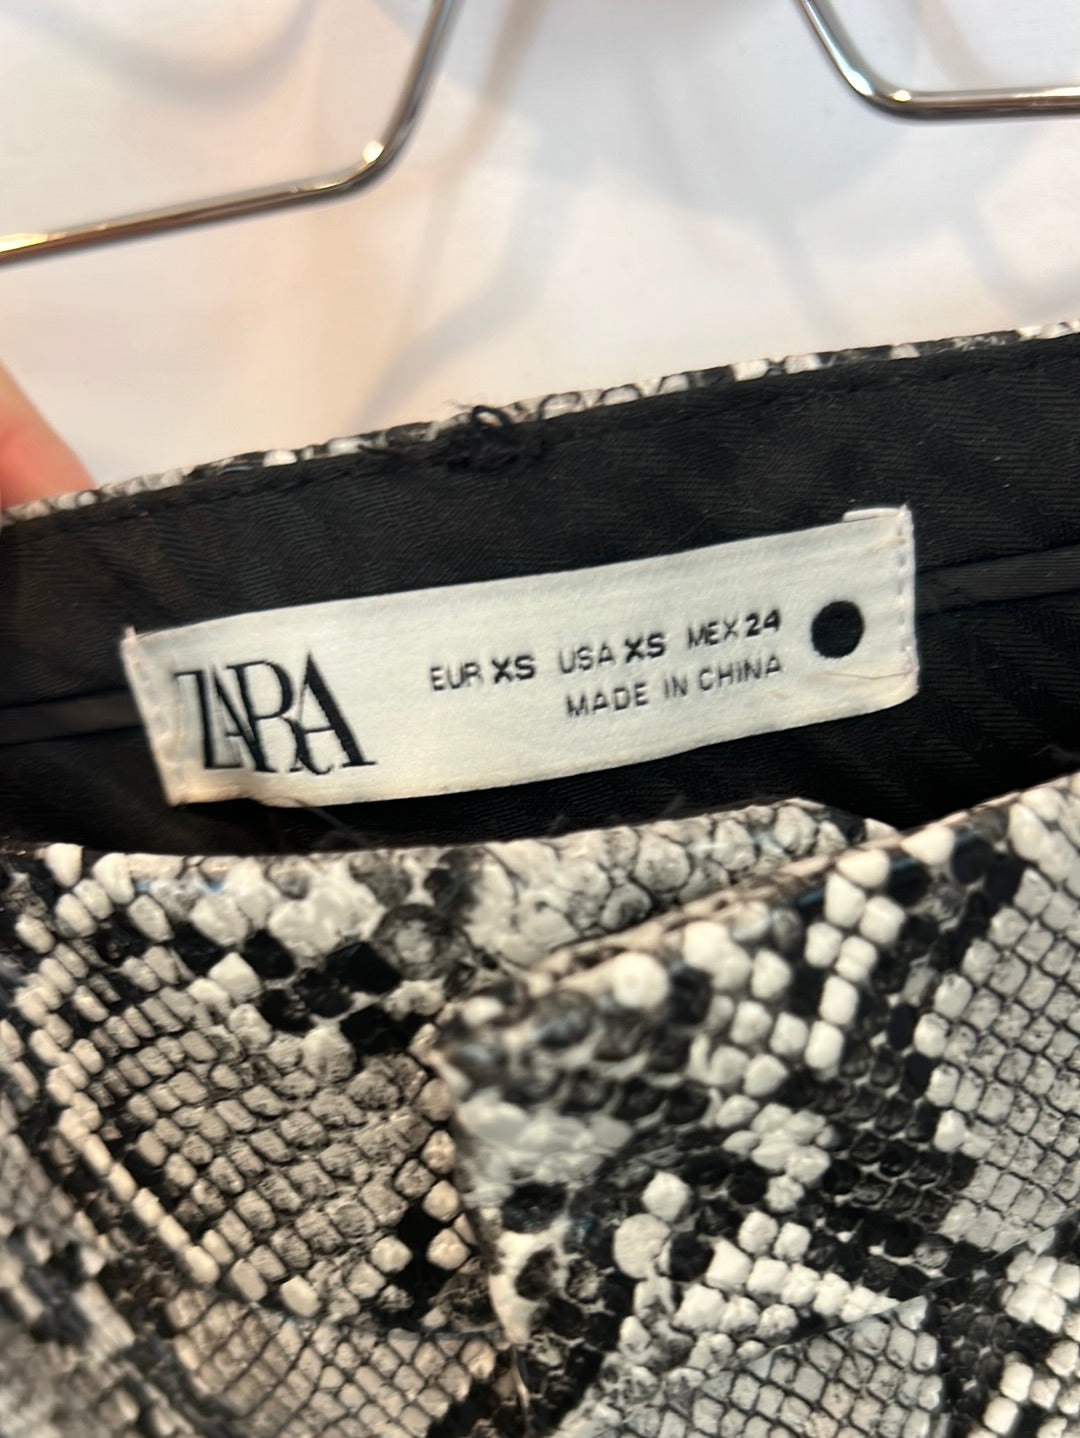 ZARA
EUR XS USA XS MEX 24
MADE IN CHINA